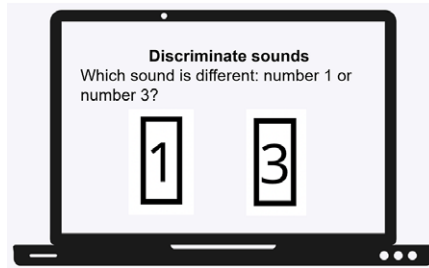 Discriminate sounds
Which sound is different: number 1 or
number 3?
1 3